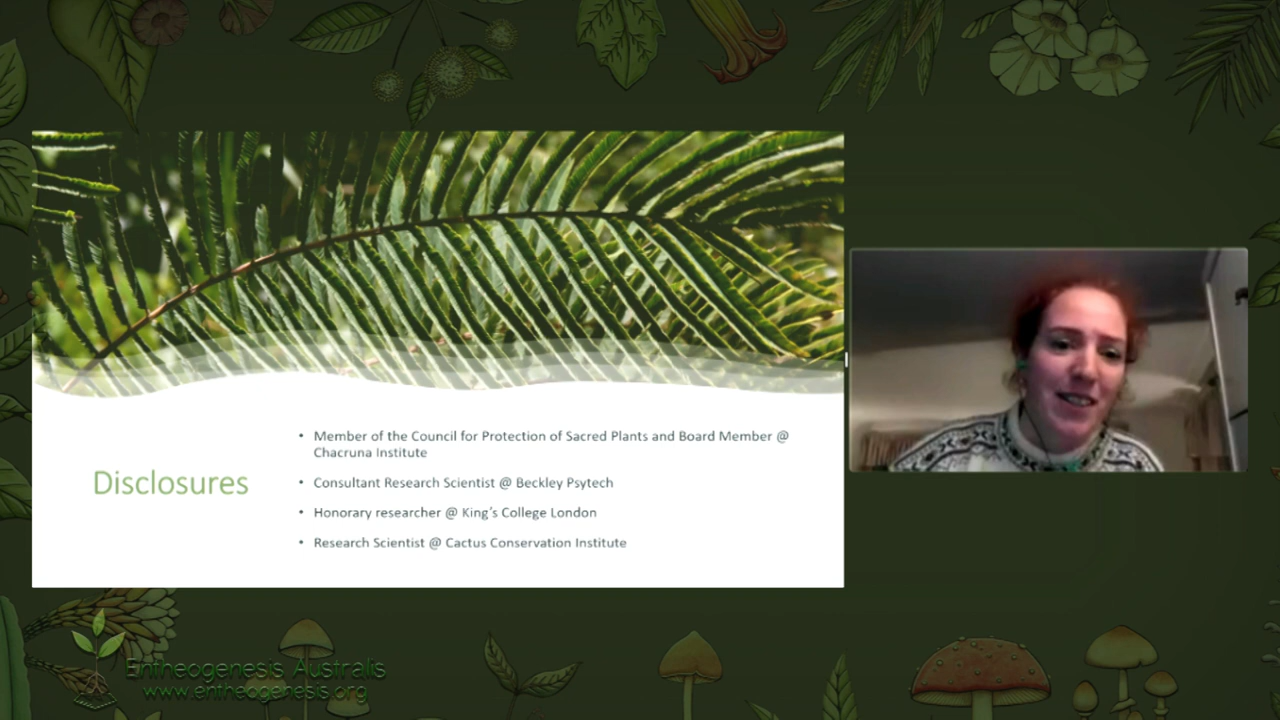 Disclosures
• Member of the Council for Protection of Sacred Plants and Board Member @
Chacruna Institute
• Consultant Research Scientist @ Beckley Psytech
• Honorary researcher @ King's College London
• Research Scientist @ Cactus Conservation Institute
Entheogenesis Australis
www.entheogenesis.org